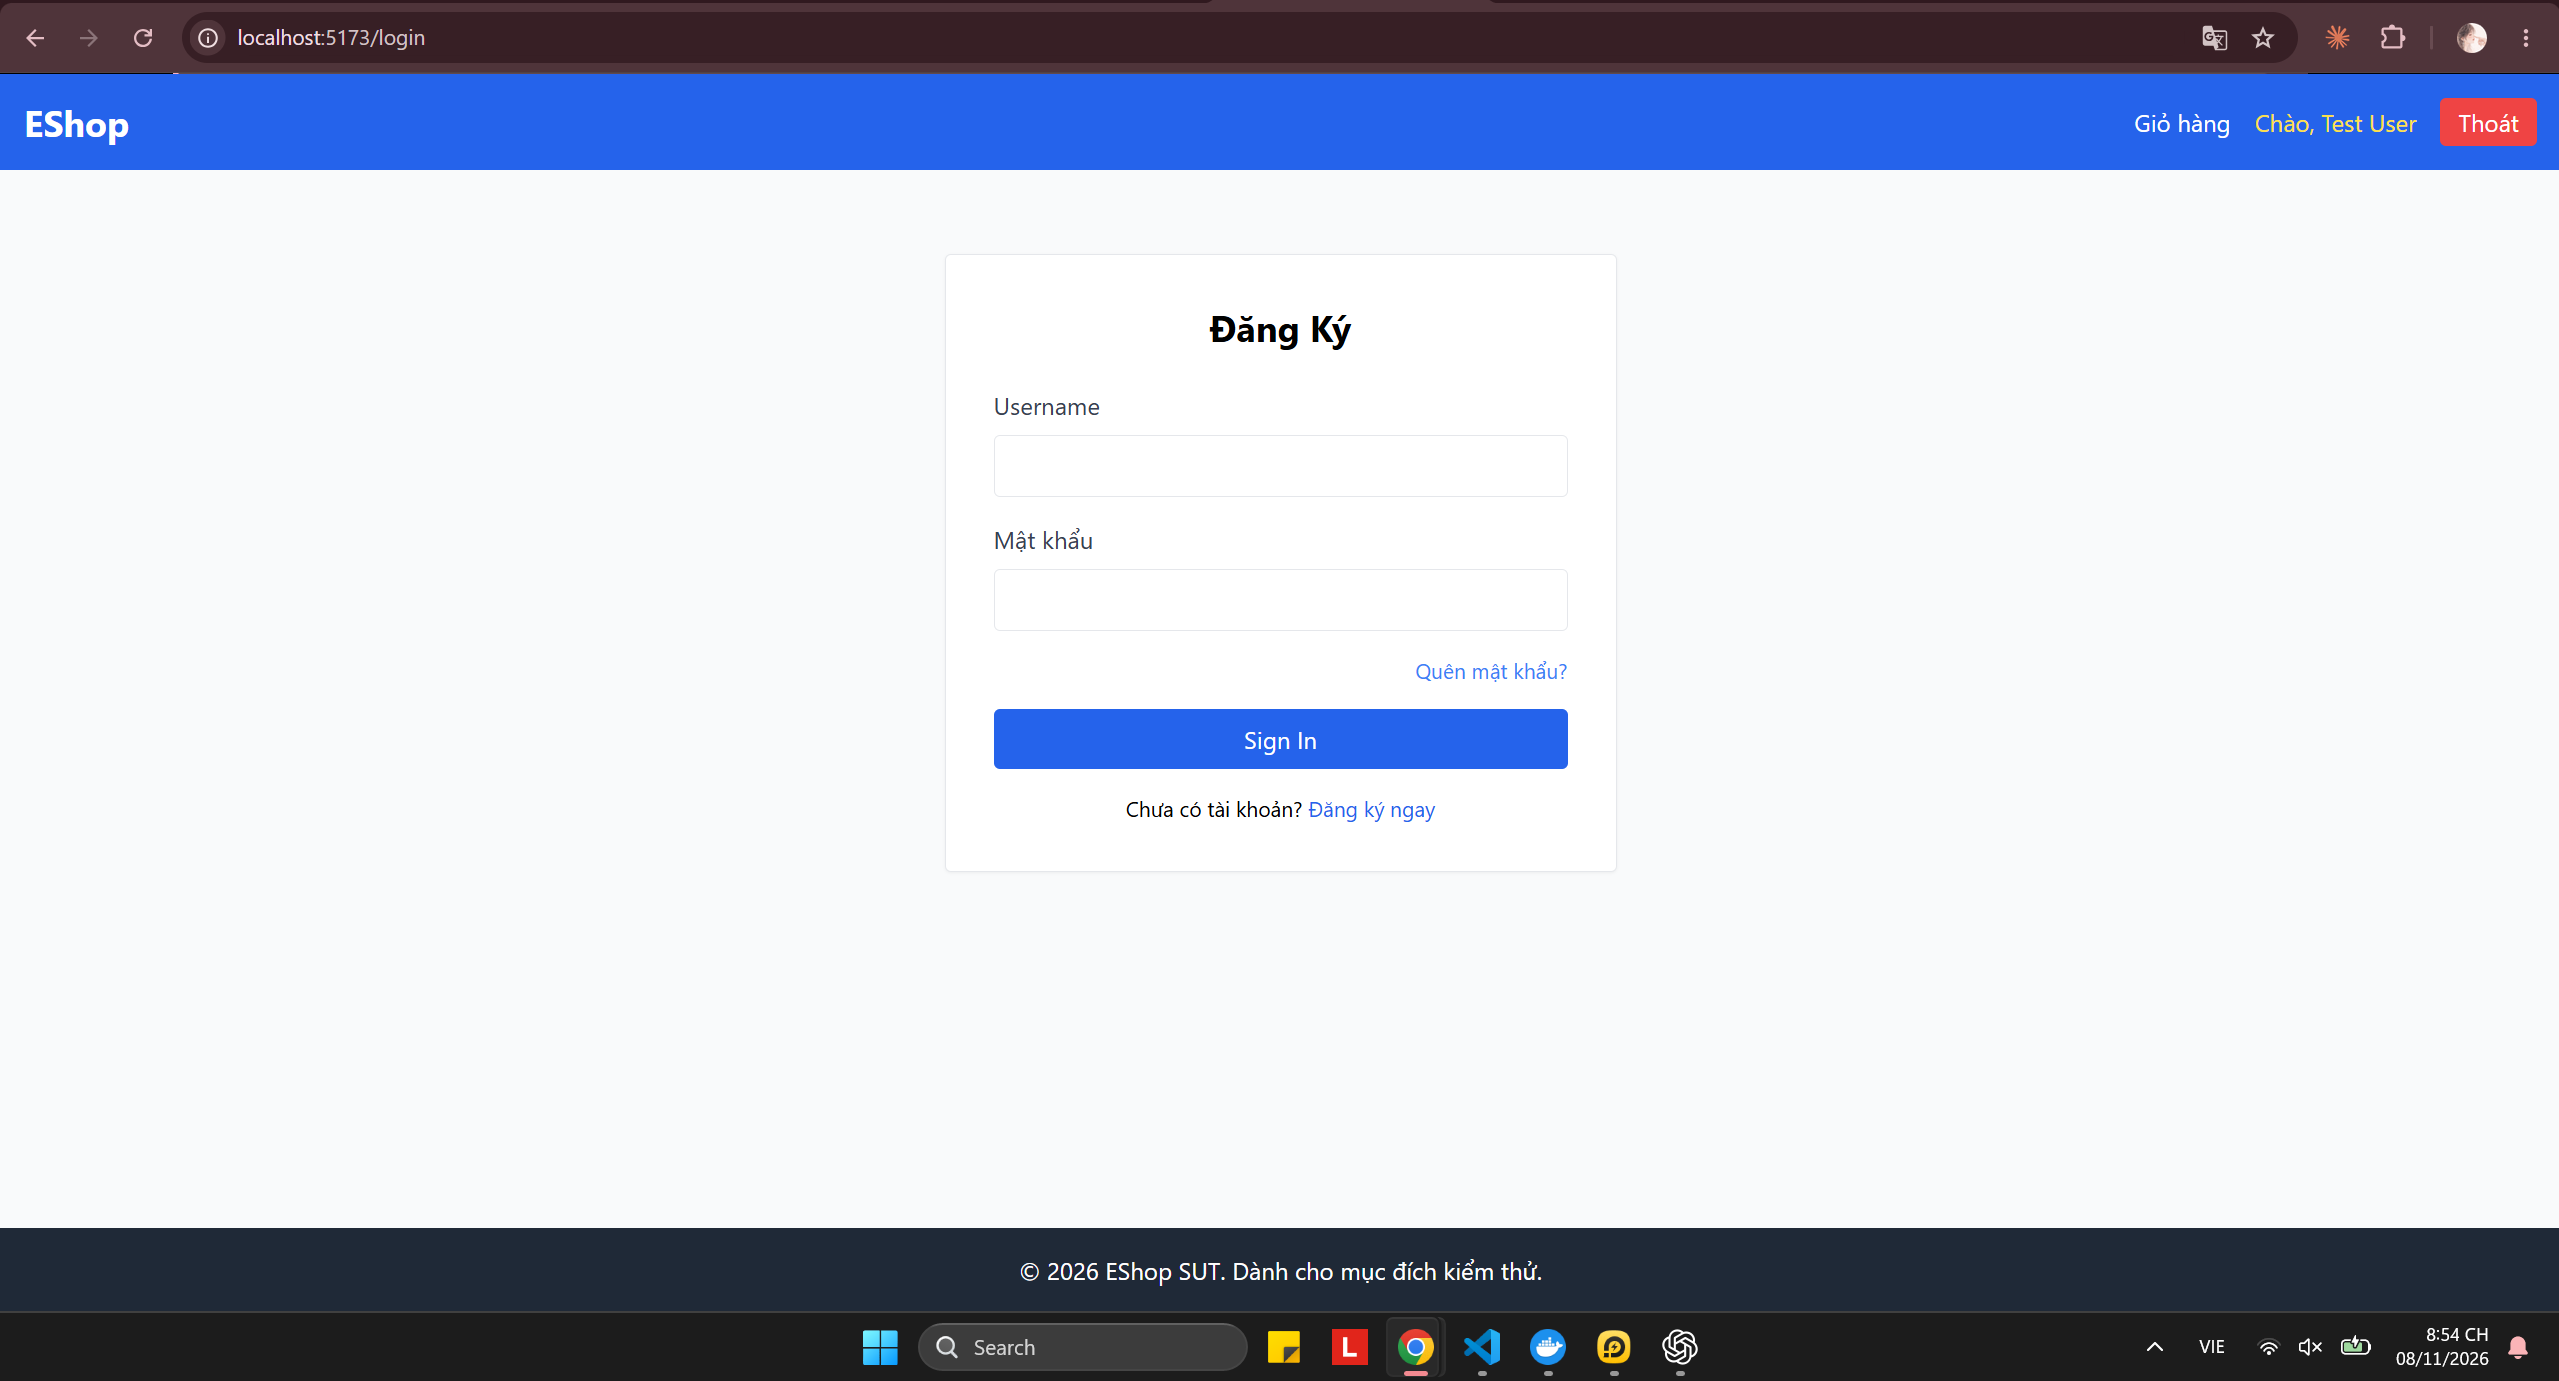 localhost:5173/login
EShop
Giỏ hàng
Chào, Test User
Thoát
Đăng Ký
Username
Mật khẩu
Quên mật khẩu?
Sign In
Chưa có tài khoản? Đăng ký ngay
© 2026 EShop SUT. Dành cho mục đích kiểm thử.
Search
L
VIE
8:54 CH
08/11/2026